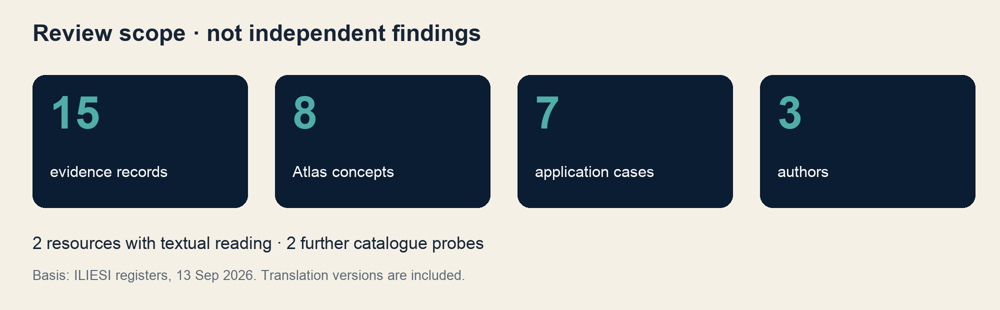 Review scope · not independent findings
15
evidence records
8
Atlas concepts
7
application cases
3
authors
2 resources with textual reading · 2 further catalogue probes
Basis: ILIESI registers, 13 Sep 2026. Translation versions are included.